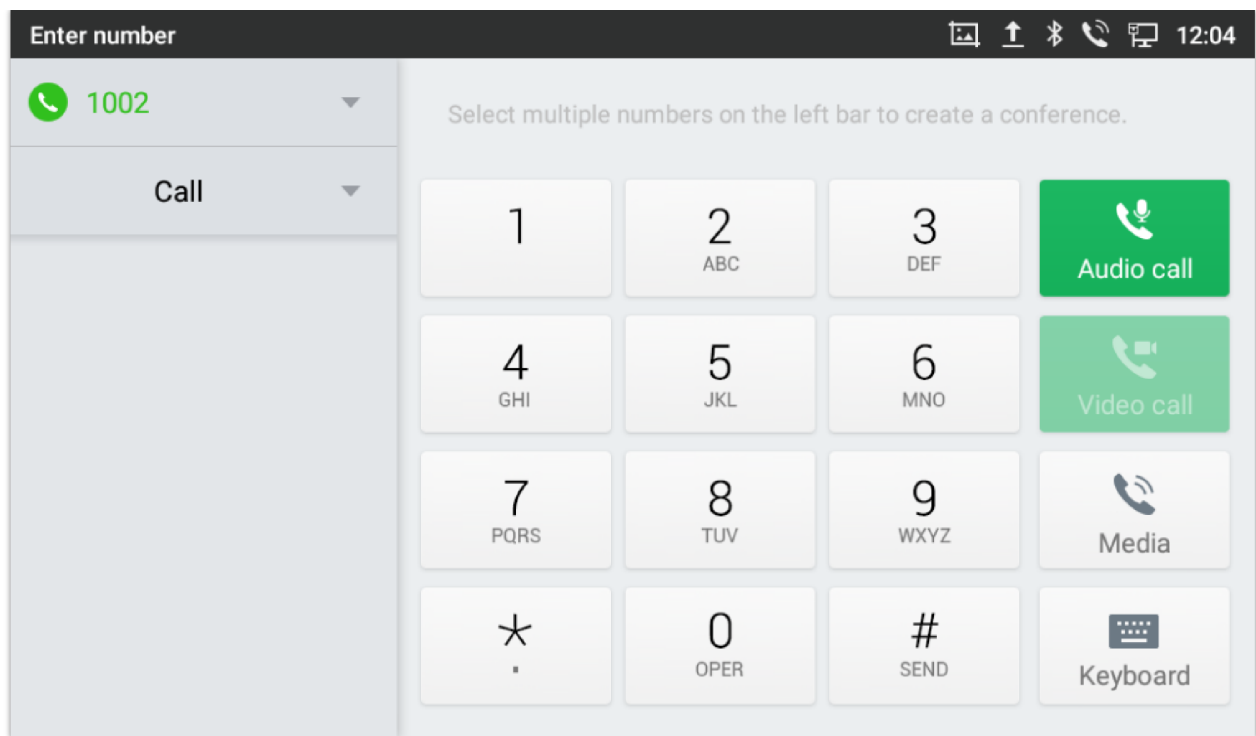 Enter number
12:04
1002
Call
Select multiple numbers on the left bar to create a conference.
1
2
ABC
3
DEF
Audio call
4
GHI
5
JKL
6
MNO
Video call
7
PQRS
8
TUV
9
WXYZ
Media
*
.
0
OPER
#
SEND
Keyboard